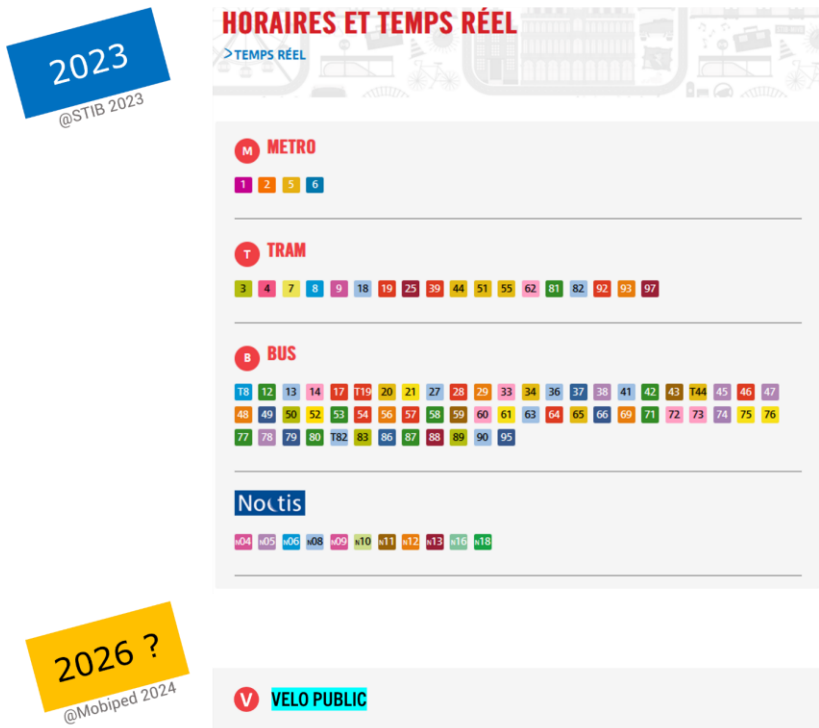 2023
@STIB 2023
HORAIRES ET TEMPS RÉEL
>TEMPS RÉEL
M METRO
1 2 5 6
T TRAM
3 4 7 8 9 18 19 25 39 44 51 55 62 81 82 92 93 97
B BUS
T8 12 13 14 17 T19 20 21 27 28 29 33 34 36 37 38 41 42 43 T44 45 46 47
48 49 50 52 53 54 56 57 58 59 60 61 63 64 65 66 69 71 72 73 74 75 76
77 78 79 80 T82 83 86 87 88 89 90 95
Noctis
N04 N05 N06 N08 N09 N10 N11 N12 N13 N16 N18
2026 ?
@Mobiped 2024
V VELO PUBLIC